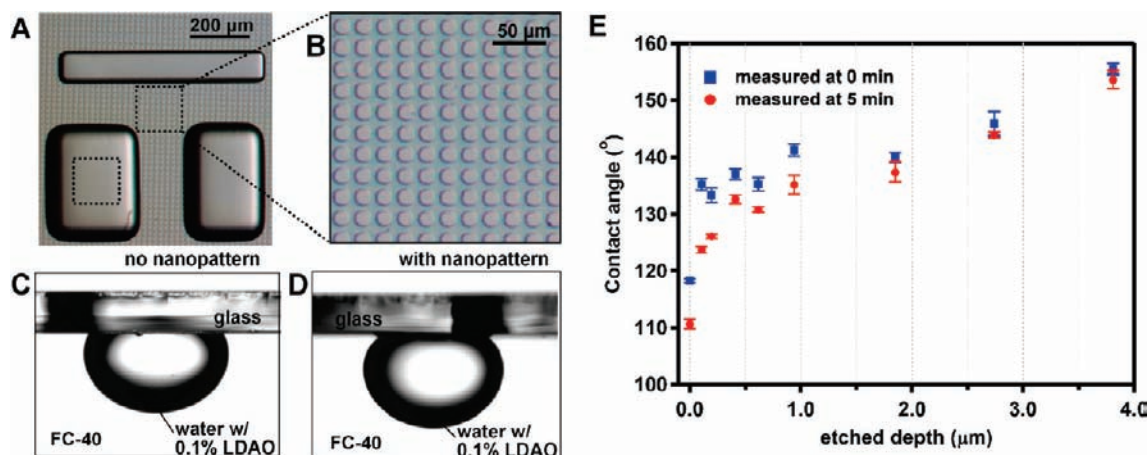 A
200 µm
B
50 µm
no nanopattern
with nanopattern
C
glass
FC-40
water w/
0.1% LDAO
D
glass
FC-40
water w/
0.1% LDAO
E
160
150
140
130
120
110
100
Contact angle (°)
measured at 0 min
measured at 5 min
0.0
1.0
2.0
3.0
4.0
etched depth (µm)